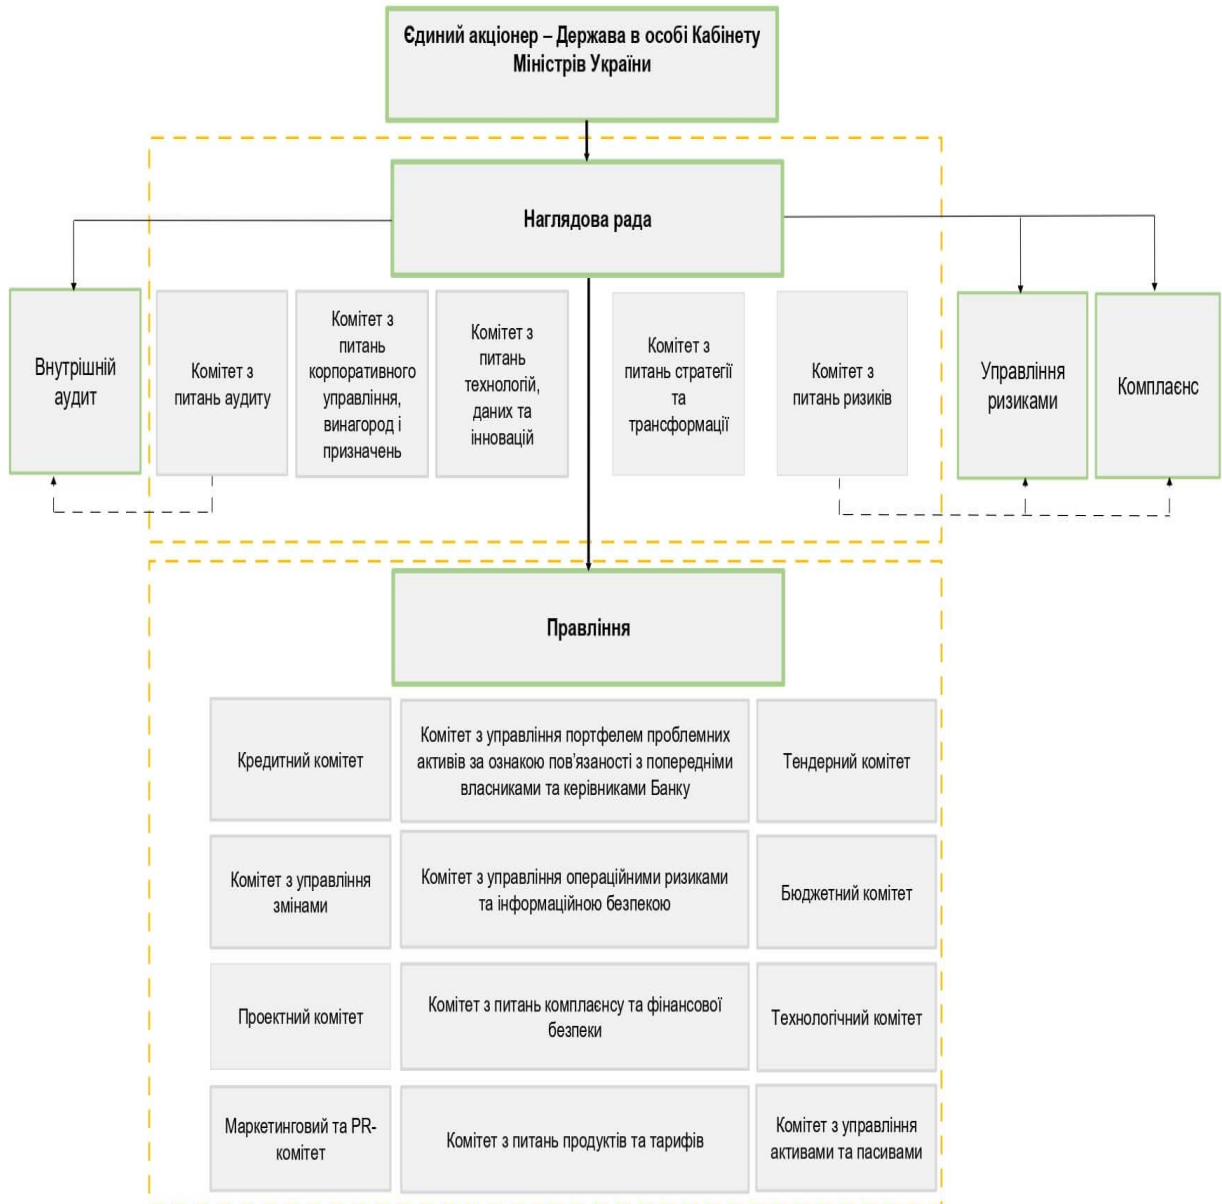 Єдиний акціонер – Держава в особі Кабінету
Міністрів України
Наглядова рада
Внутрішній
аудит
Комітет з
питань аудиту
Комітет з
питань
корпоративного
управління,
винагород і
призначень
Комітет з
питань
технологій,
даних та
інновацій
Комітет з
питань стратегії
та
трансформації
Комітет з
питань ризиків
Управління
ризиками
Комплаєнс
Правління
Кредитний комітет
Комітет з управління портфелем проблемних
активів за ознакою пов’язаності з попередніми
власниками та керівниками Банку
Тендерний комітет
Комітет з управління
змінами
Комітет з управління операційними ризиками
та інформаційною безпекою
Бюджетний комітет
Проектний комітет
Комітет з питань комплаєнсу та фінансової
безпеки
Технологічний комітет
Маркетинговий та PR-
комітет
Комітет з питань продуктів та тарифів
Комітет з управління
активами та пасивами